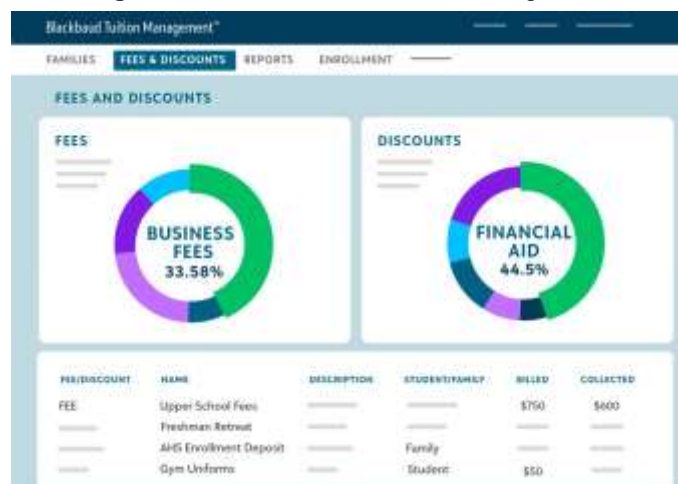 Blackbaud Tuition Management™
FAMILIES FEES & DISCOUNTS REPORTS ENROLLMENT
FEES AND DISCOUNTS
FEES
BUSINESS
FEES
33.58%
DISCOUNTS
FINANCIAL
AID
44.5%
FEE/DISCOUNT NAME DESCRIPTION STUDENT/FAMILY BILLED COLLECTED
FEE Upper School Fees $750 $600
Freshman Retreat
AHS Enrollment Deposit Family
Gym Uniforms Student $50